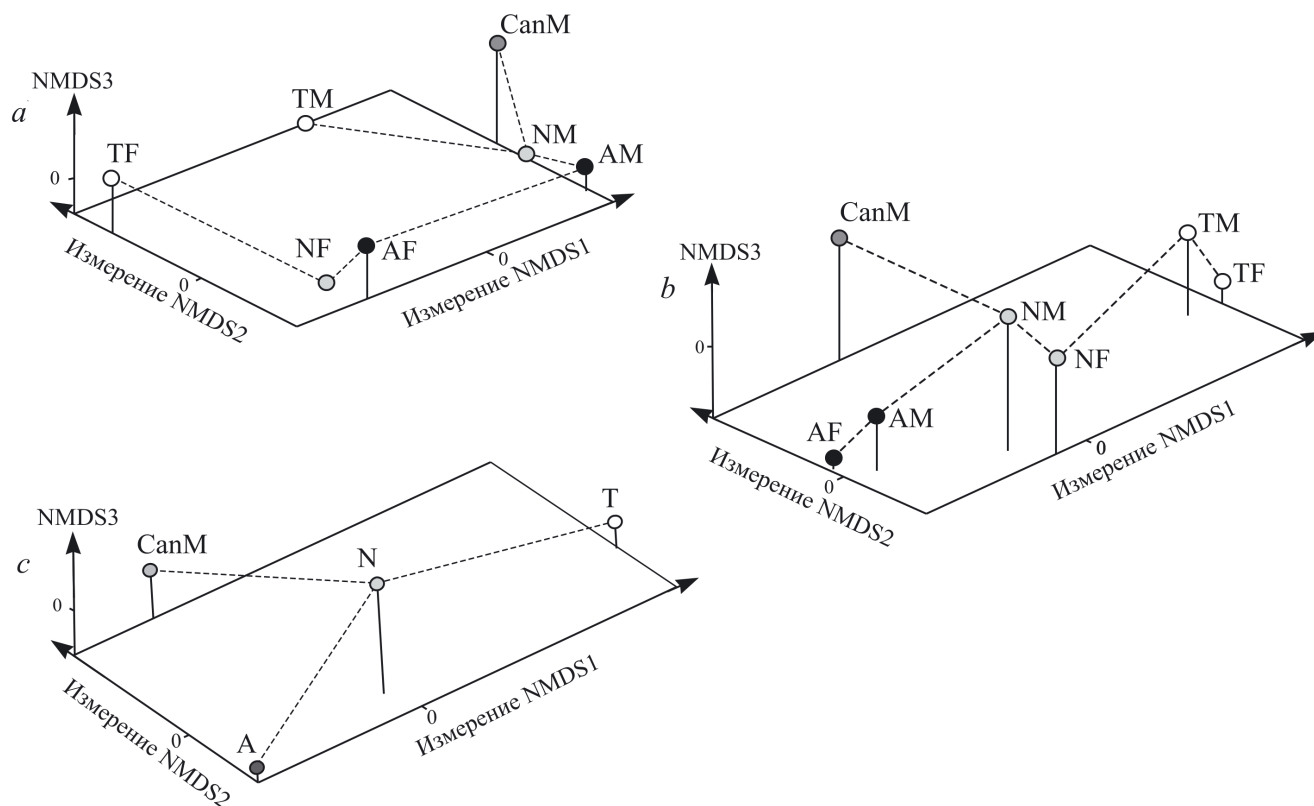 a
NMDS3
0
TF
TM
CanM
NM
AM
NF
AF
0
Измерение NMDS2
0
Измерение NMDS1
b
NMDS3
0
CanM
TM
TF
NM
NF
AF
AM
0
Измерение NMDS2
0
Измерение NMDS1
c
NMDS3
0
CanM
N
T
A
0
Измерение NMDS2
0
Измерение NMDS1